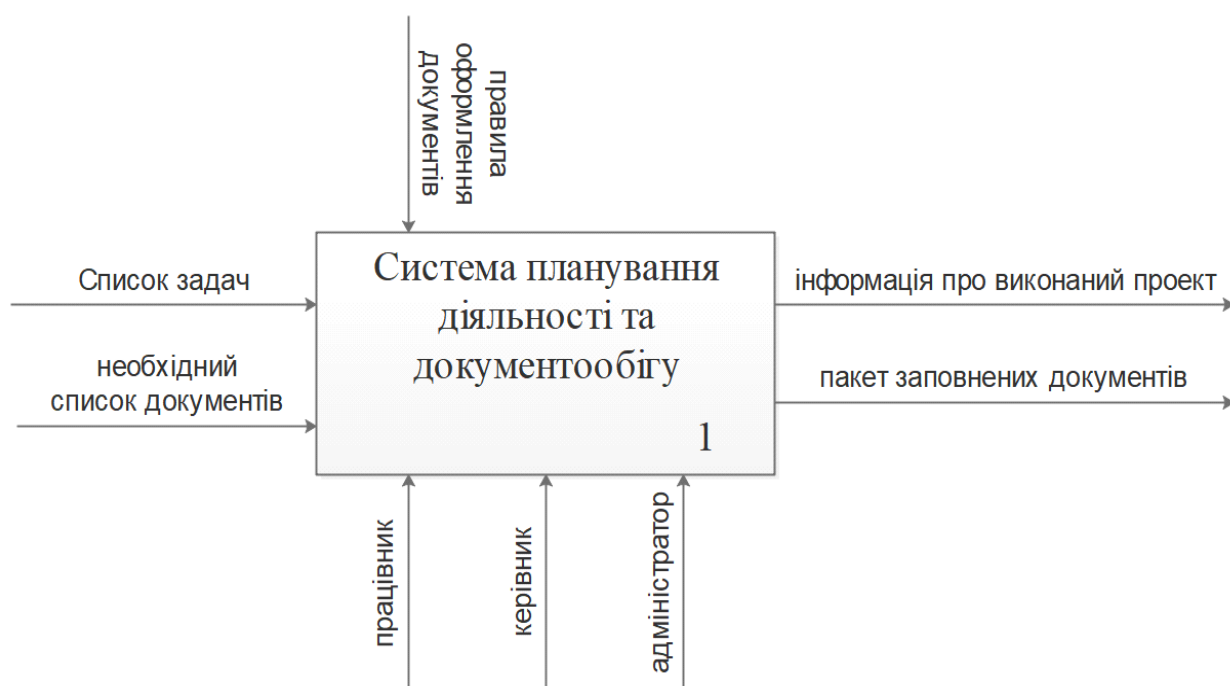 правила
оформлення
документів
Список задач
необхідний
список документів
Система планування
діяльності та
документообігу
1
інформація про виконаний проект
пакет заповнених документів
працівник
керівник
адміністратор